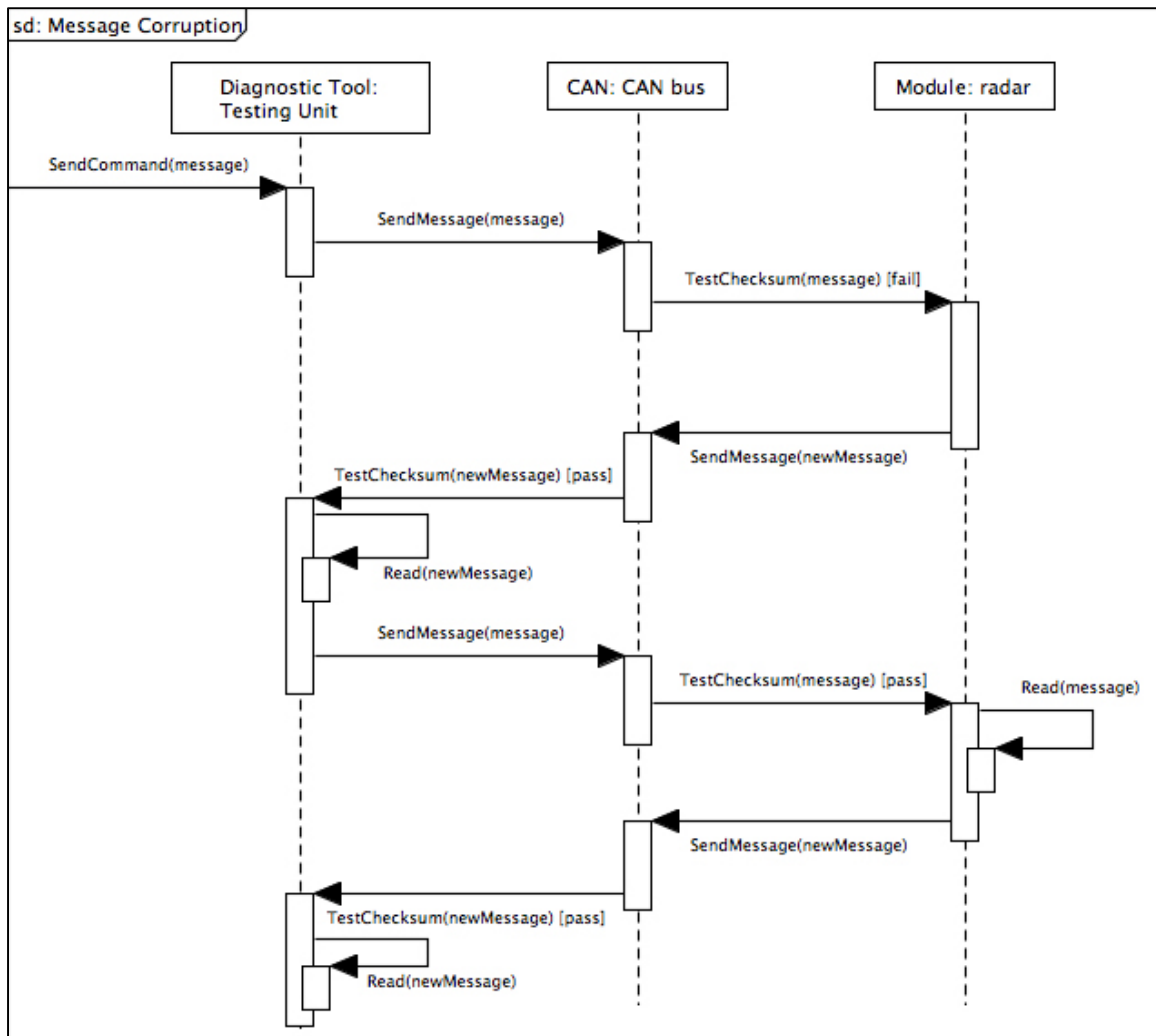 sd: Message Corruption
Diagnostic Tool:
Testing Unit
CAN: CAN bus
Module: radar
SendCommand(message)
SendMessage(message)
TestChecksum(message) [fail]
SendMessage(newMessage)
TestChecksum(newMessage) [pass]
Read(newMessage)
SendMessage(message)
TestChecksum(message) [pass]
Read(message)
SendMessage(newMessage)
TestChecksum(newMessage) [pass]
Read(newMessage)